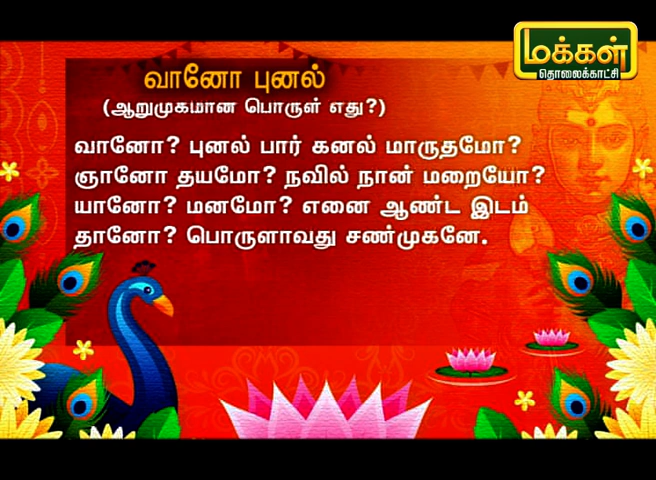 மக்கள்
தொலைக்காட்சி
வானோ புனல்
(ஆறுமுகமான பொருள் எது?)
வானோ? புனல் பார் கனல் மாருதமோ?
ஞானோ தயமோ? நவில் நான் மறையோ?
யானோ? மனமோ? எனை ஆண்ட இடம்
தானோ? பொருளாவது சண்முகனே.